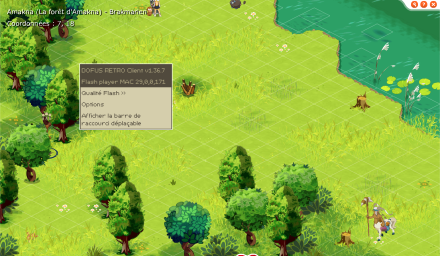 Amakna (La forêt d'Amakna) - Brakmarien
Coordonnées : 7, 18
DOFUS RETRO Client v1.36.7
Flash player MAC 29,0,0,171
Qualité Flash !!
Options
Afficher la barre de
raccourci déplaçable